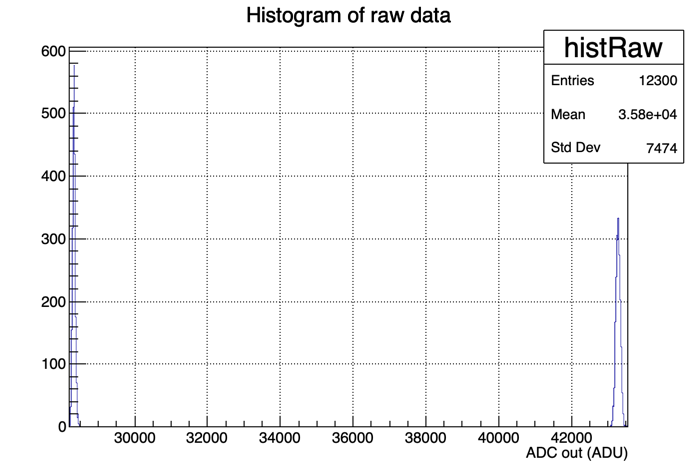 Histogram of raw data
histRaw
Entries 12300
Mean 3.58e+04
Std Dev 7474
600
500
400
300
200
100
0
30000 32000 34000 36000 38000 40000 42000
ADC out (ADU)